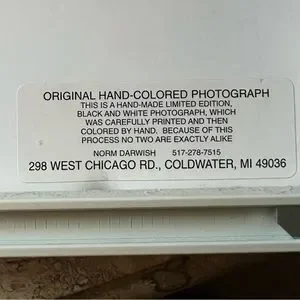 ORIGINAL HAND-COLORED PHOTOGRAPH
THIS IS A HAND-MADE LIMITED EDITION,
BLACK AND WHITE PHOTOGRAPH, WHICH
WAS CAREFULLY PRINTED AND THEN
COLORED BY HAND. BECAUSE OF THIS
PROCESS NO TWO ARE EXACTLY ALIKE
NORM DARWISH 517-278-7515
298 WEST CHICAGO RD., COLDWATER, MI 49036